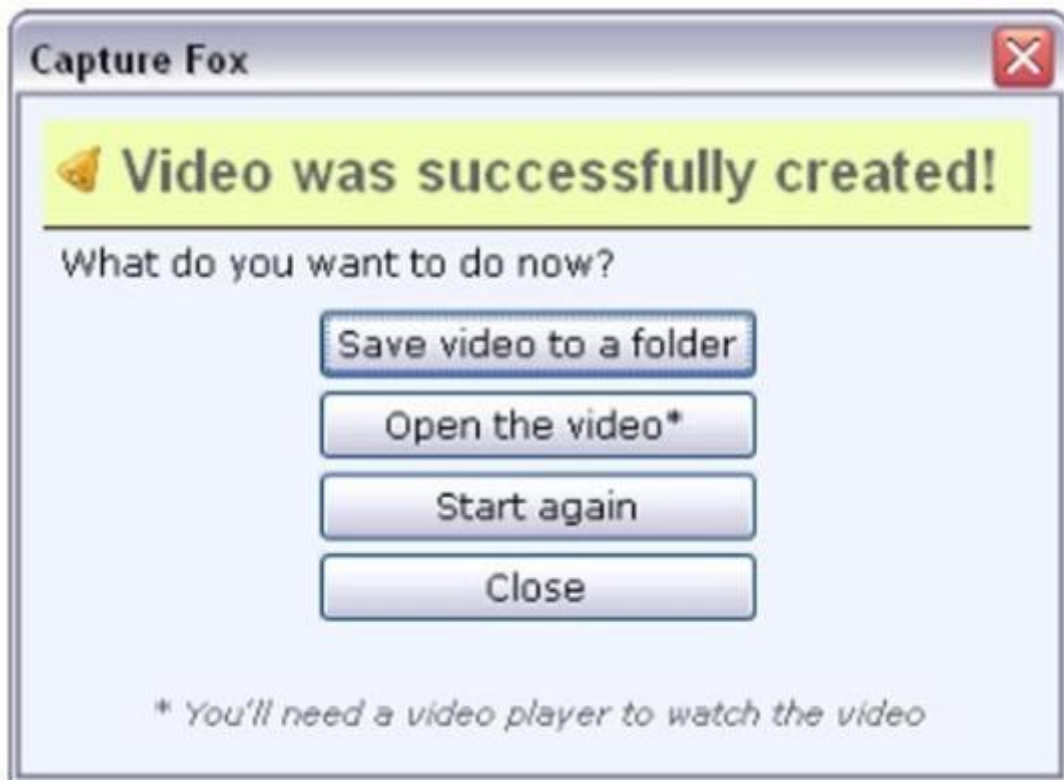 Capture Fox
Video was successfully created!
What do you want to do now?
Save video to a folder
Open the video*
Start again
Close
* You'll need a video player to watch the video